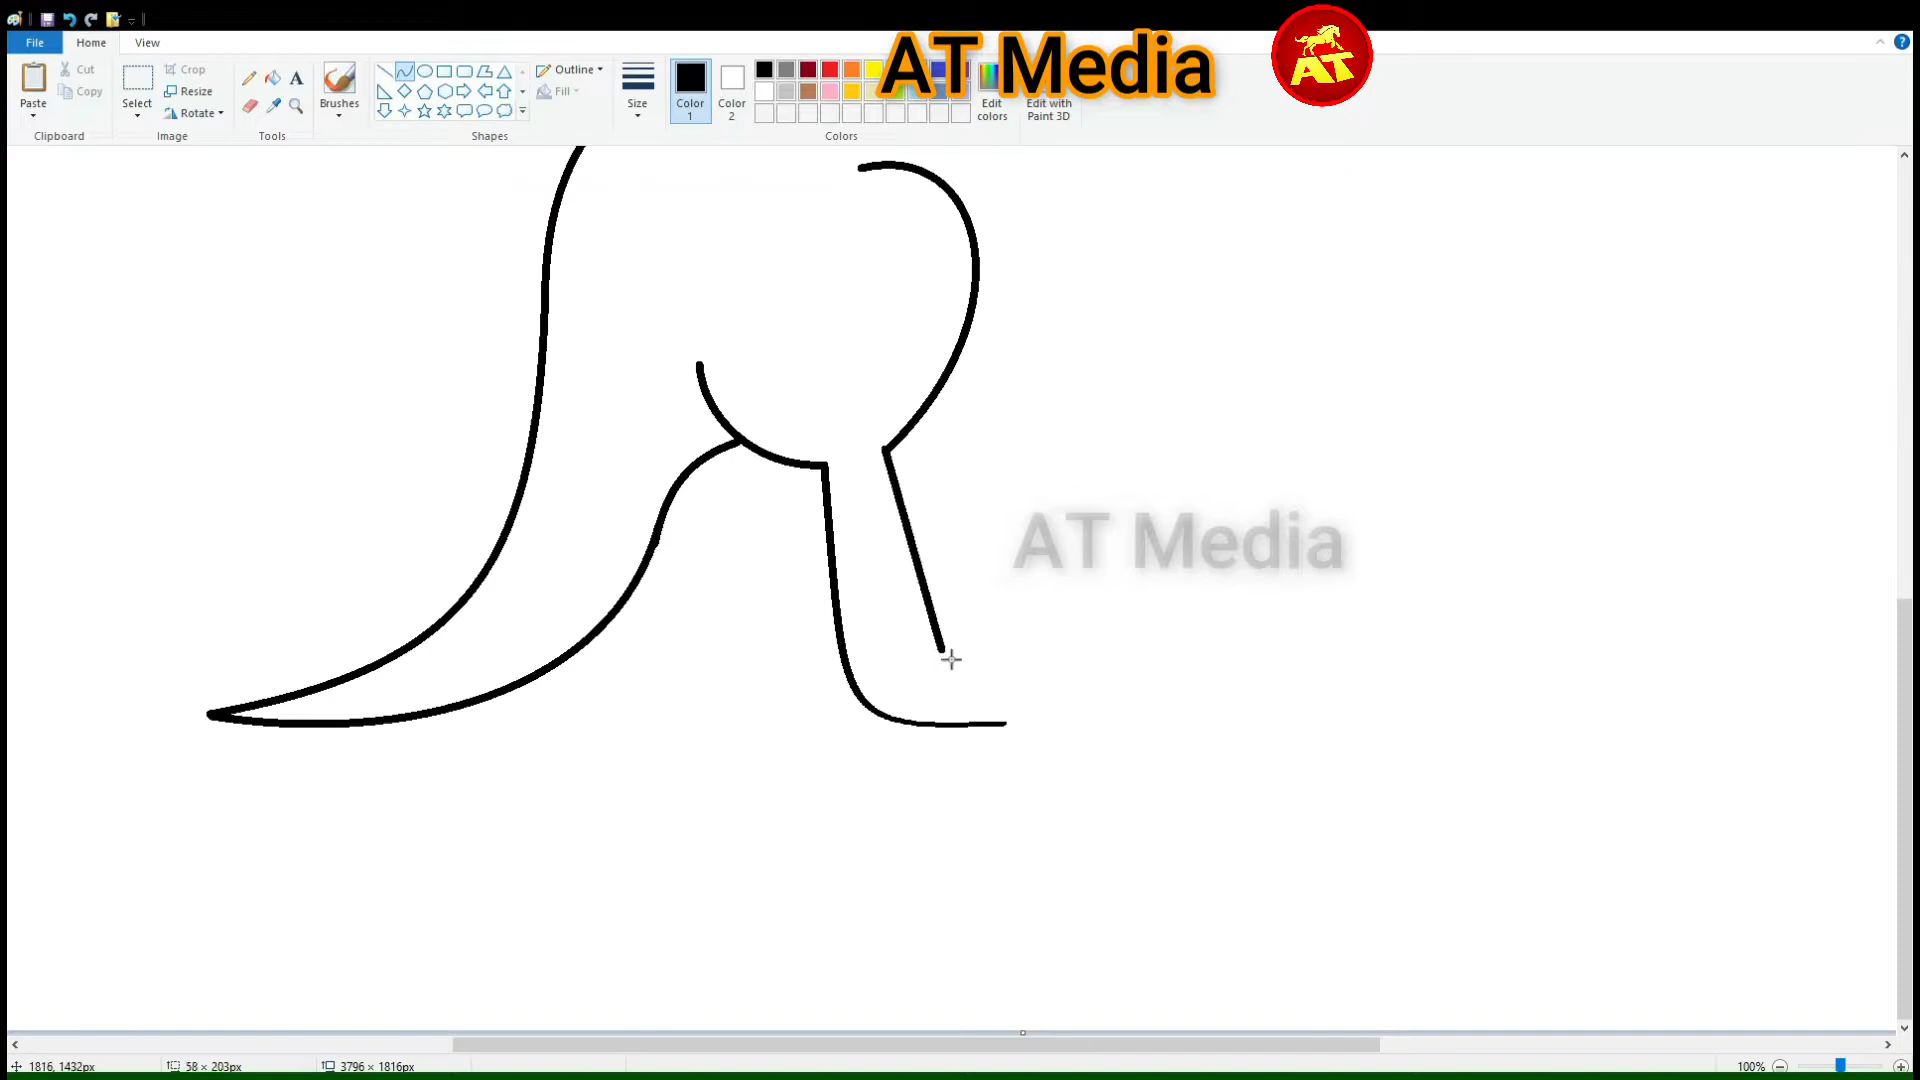 AT Media
AT
File Home View
Paste
Cut
Copy
Clipboard
Select
Crop
Resize
Rotate
Image
A
Tools
Brushes
Shapes
Outline
Fill
Size
Color 1
Color 2
Colors
Edit colors
Edit with Paint 3D
AT Media
1816, 1432px
58 × 203px
3796 × 1816px
100%